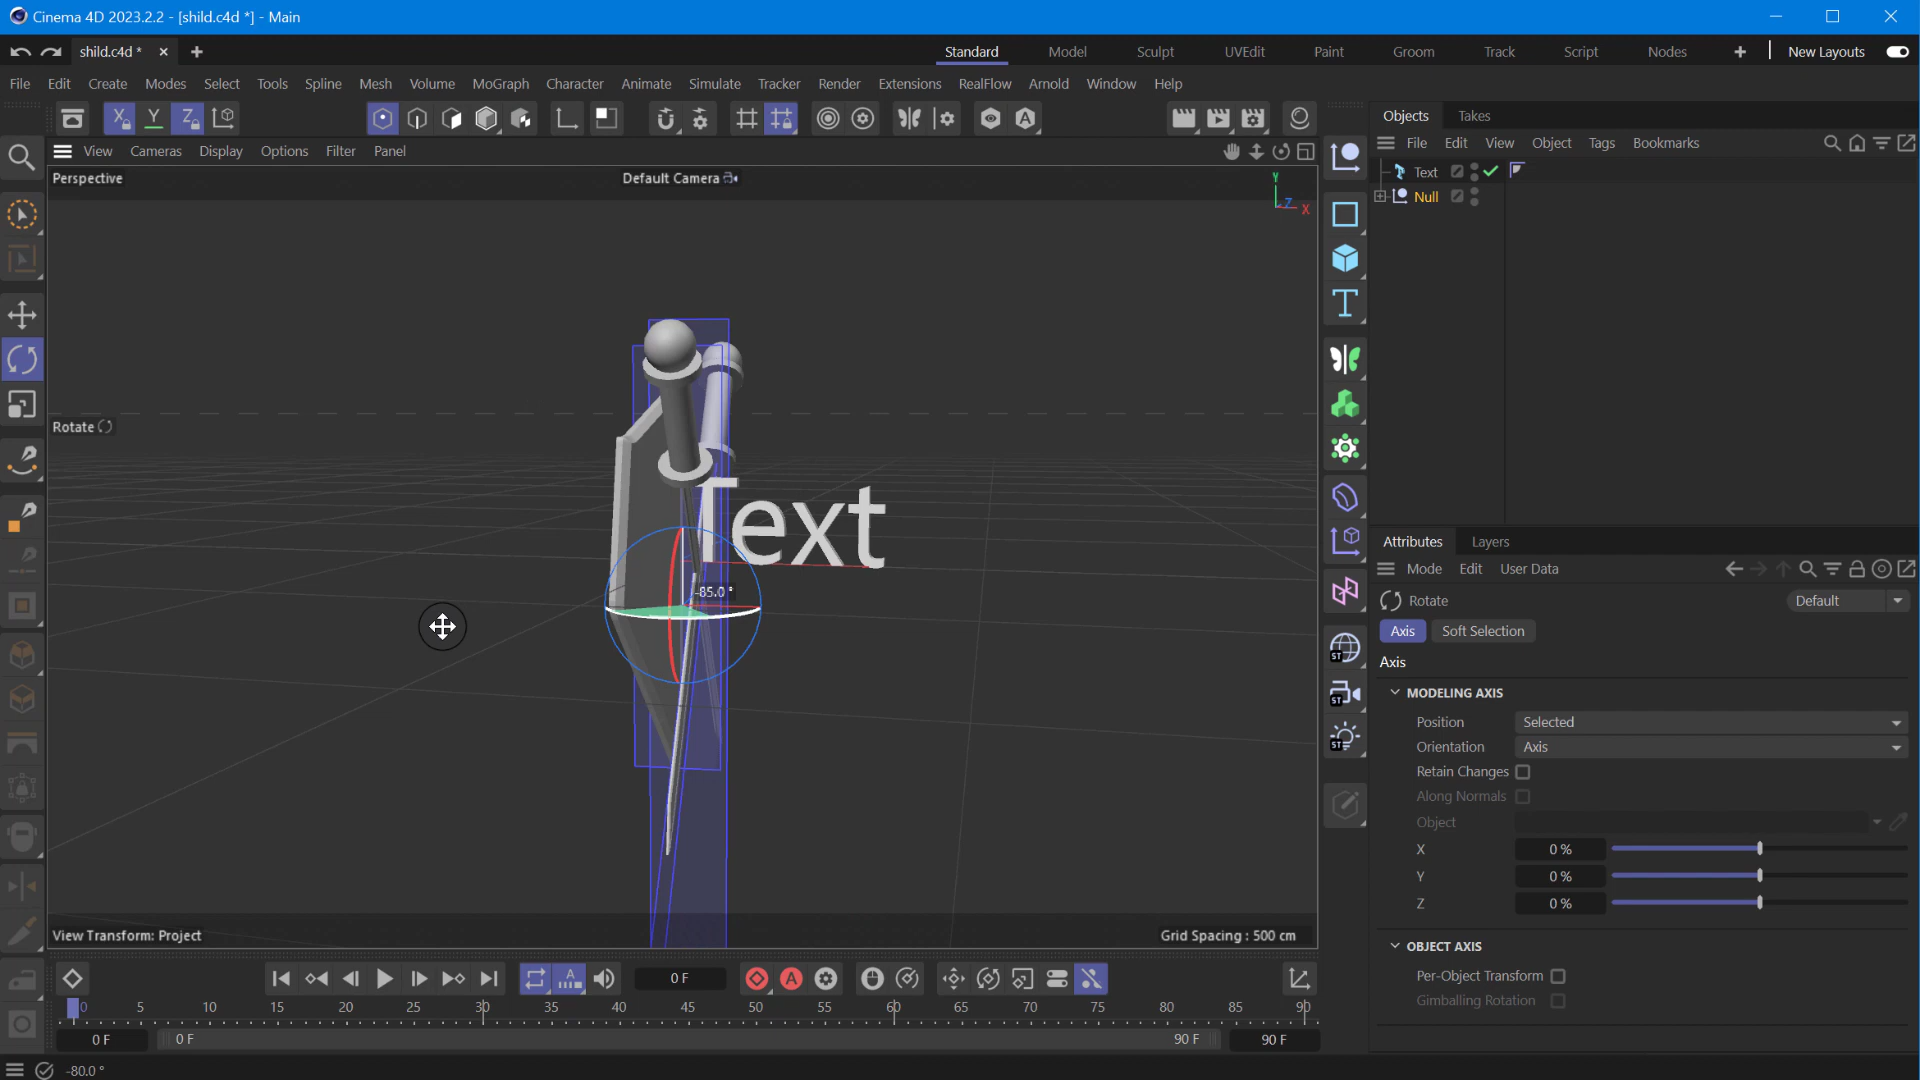 Cinema 4D 2023.2.2 - [shild.c4d *] - Main
shild.c4d *
Standard Model Sculpt UVEdit Paint Groom Track Script Nodes New Layouts
File Edit Create Modes Select Tools Spline Mesh Volume MoGraph Character Animate Simulate Tracker Render Extensions RealFlow Arnold Window Help
X Y Z
Objects Takes
View Cameras Display Options Filter Panel
File Edit View Object Tags Bookmarks
Perspective
Default Camera
Y
Z
X
Text
Null
Rotate
Text
-85.0 °
Attributes Layers
Mode Edit User Data
Rotate
Default
Axis Soft Selection
Axis
MODELING AXIS
Position Selected
Orientation Axis
Retain Changes
Along Normals
Object
X 0 %
Y 0 %
Z 0 %
OBJECT AXIS
Per-Object Transform
Gimballing Rotation
ST
ST
ST
View Transform: Project
Grid Spacing : 500 cm
0 F
0 5 10 15 20 25 30 35 40 45 50 55 60 65 70 75 80 85 90
0 F 0 F 90 F 90 F
-80.0 °